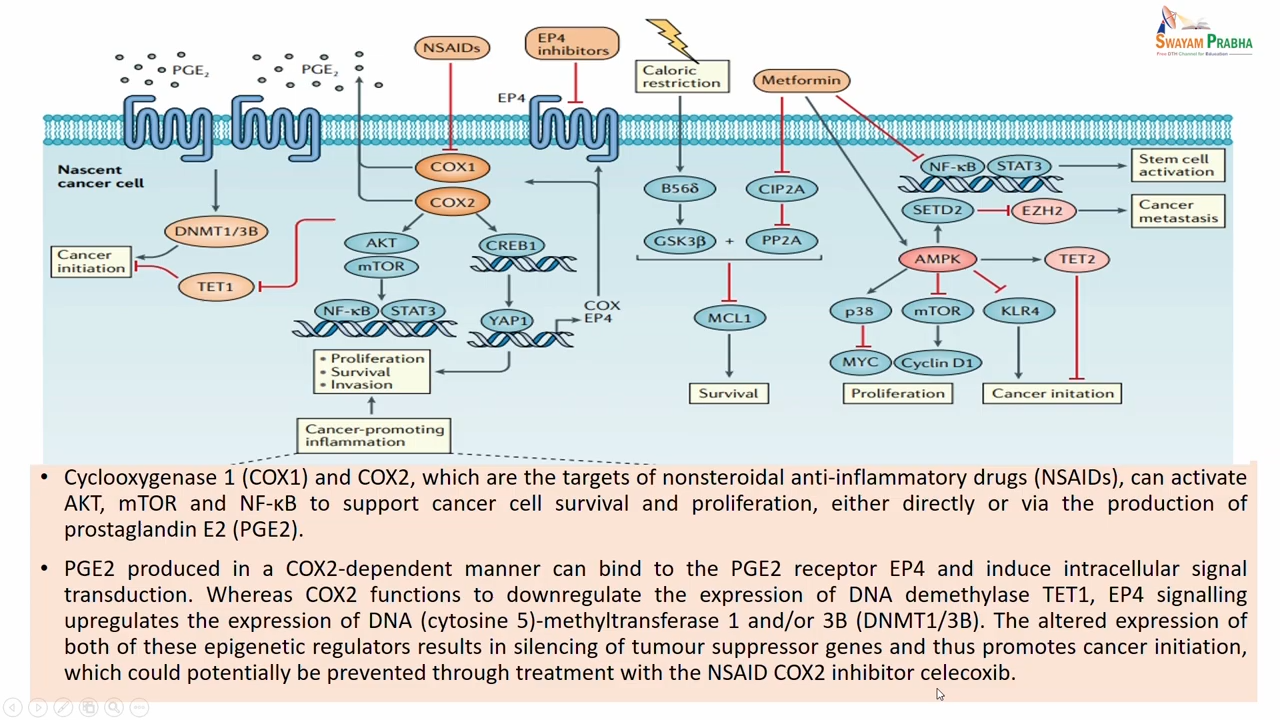 SWAYAM PRABHA
Free DTH Channel for Education
PGE2
PGE2
NSAIDs
EP4
inhibitors
Caloric
restriction
Metformin
EP4
Nascent
cancer cell
COX1
COX2
DNMT1/3B
Cancer
initiation
TET1
AKT
mTOR
CREB1
NF-κB
STAT3
YAP1
COX
EP4
• Proliferation
• Survival
• Invasion
Cancer-promoting
inflammation
B56δ
CIP2A
GSK3β + PP2A
MCL1
Survival
NF-κB
STAT3
Stem cell
activation
SETD2
EZH2
Cancer
metastasis
AMPK
TET2
p38
mTOR
KLR4
MYC
Cyclin D1
Proliferation
Cancer initation
• Cyclooxygenase 1 (COX1) and COX2, which are the targets of nonsteroidal anti-inflammatory drugs (NSAIDs), can activate
AKT, mTOR and NF-κB to support cancer cell survival and proliferation, either directly or via the production of
prostaglandin E2 (PGE2).
• PGE2 produced in a COX2-dependent manner can bind to the PGE2 receptor EP4 and induce intracellular signal
transduction. Whereas COX2 functions to downregulate the expression of DNA demethylase TET1, EP4 signalling
upregulates the expression of DNA (cytosine 5)-methyltransferase 1 and/or 3B (DNMT1/3B). The altered expression of
both of these epigenetic regulators results in silencing of tumour suppressor genes and thus promotes cancer initiation,
which could potentially be prevented through treatment with the NSAID COX2 inhibitor celecoxib.